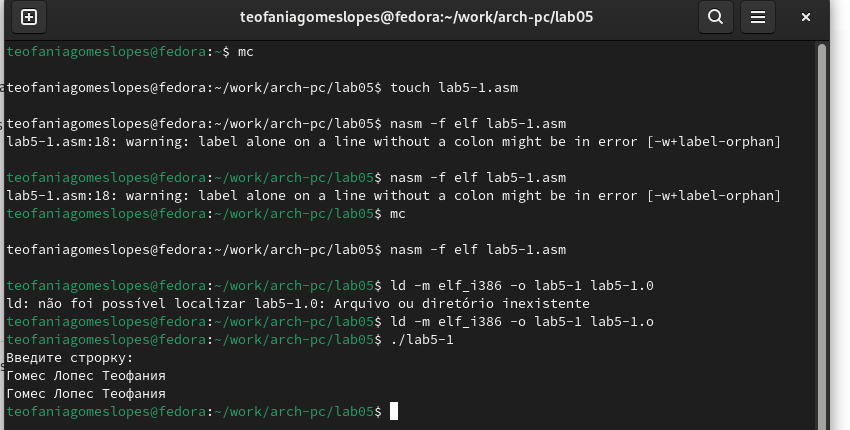 teofaniagomeslopes@fedora:~/work/arch-pc/lab05
teofaniagomeslopes@fedora:~$ mc
teofaniagomeslopes@fedora:~/work/arch-pc/lab05$ touch lab5-1.asm
teofaniagomeslopes@fedora:~/work/arch-pc/lab05$ nasm -f elf lab5-1.asm
lab5-1.asm:18: warning: label alone on a line without a colon might be in error [-w+label-orphan]
teofaniagomeslopes@fedora:~/work/arch-pc/lab05$ nasm -f elf lab5-1.asm
lab5-1.asm:18: warning: label alone on a line without a colon might be in error [-w+label-orphan]
teofaniagomeslopes@fedora:~/work/arch-pc/lab05$ mc
teofaniagomeslopes@fedora:~/work/arch-pc/lab05$ nasm -f elf lab5-1.asm
teofaniagomeslopes@fedora:~/work/arch-pc/lab05$ ld -m elf_i386 -o lab5-1 lab5-1.0
ld: não foi possível localizar lab5-1.0: Arquivo ou diretório inexistente
teofaniagomeslopes@fedora:~/work/arch-pc/lab05$ ld -m elf_i386 -o lab5-1 lab5-1.o
teofaniagomeslopes@fedora:~/work/arch-pc/lab05$ ./lab5-1
Введите строрку:
Гомес Лопес Теофания
Гомес Лопес Теофания
teofaniagomeslopes@fedora:~/work/arch-pc/lab05$